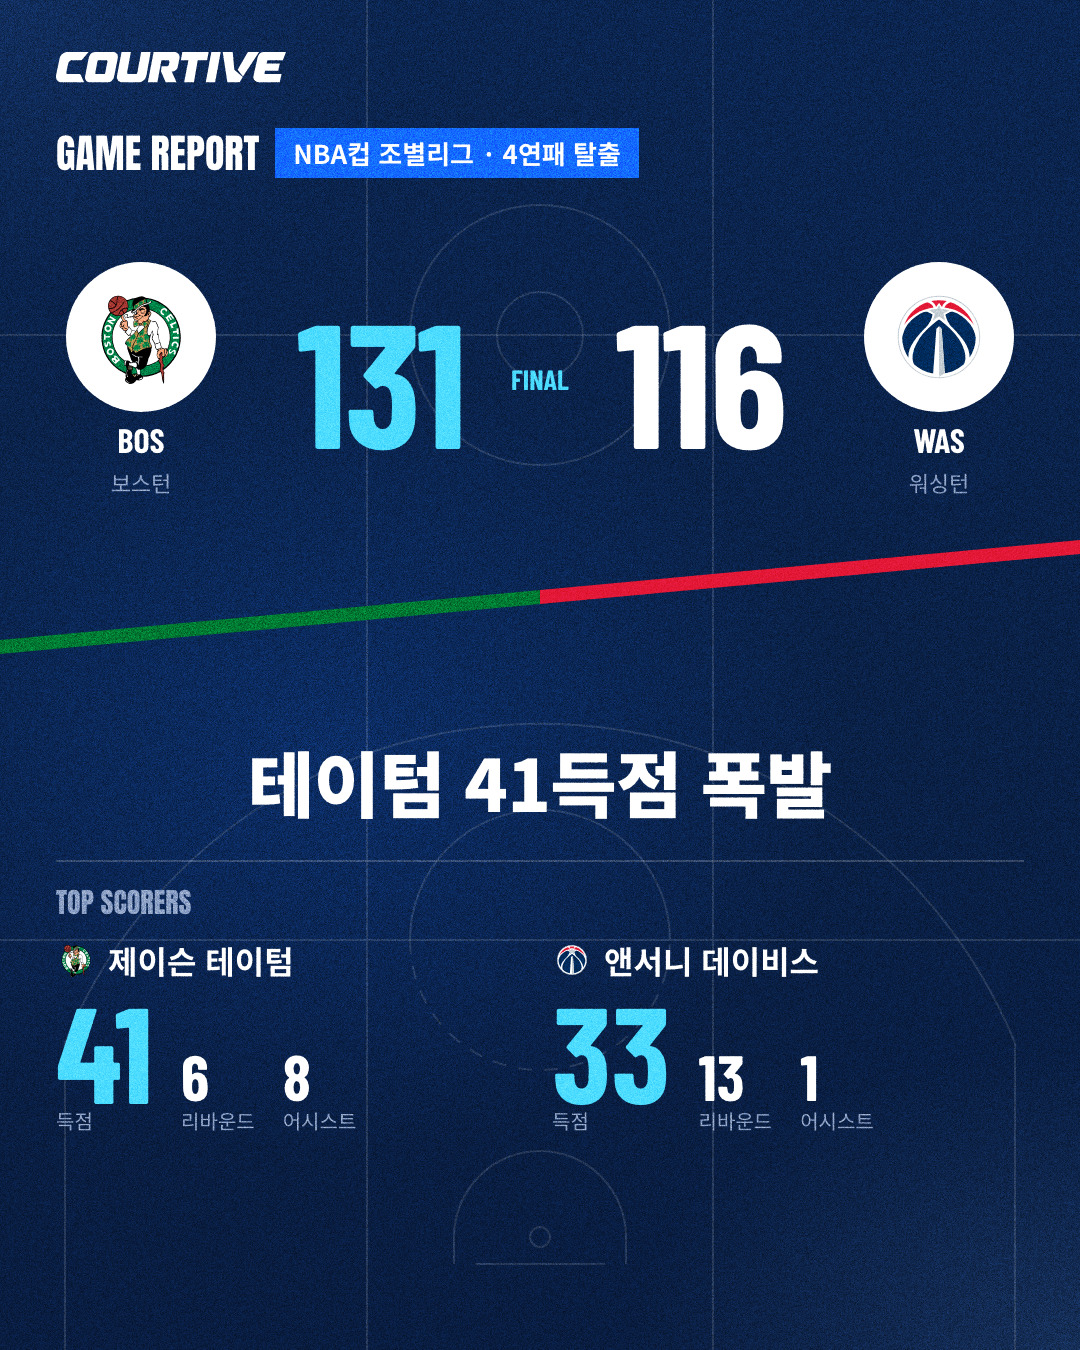 COURTIVE
GAME REPORT
NBA컵 조별리그 · 4연패 탈출
BOSTON CELTICS
131
FINAL
116
BOS
보스턴
WAS
워싱턴
테이텀 41득점 폭발
TOP SCORERS
제이슨 테이텀
41 6 8
득점 리바운드 어시스트
앤서니 데이비스
33 13 1
득점 리바운드 어시스트